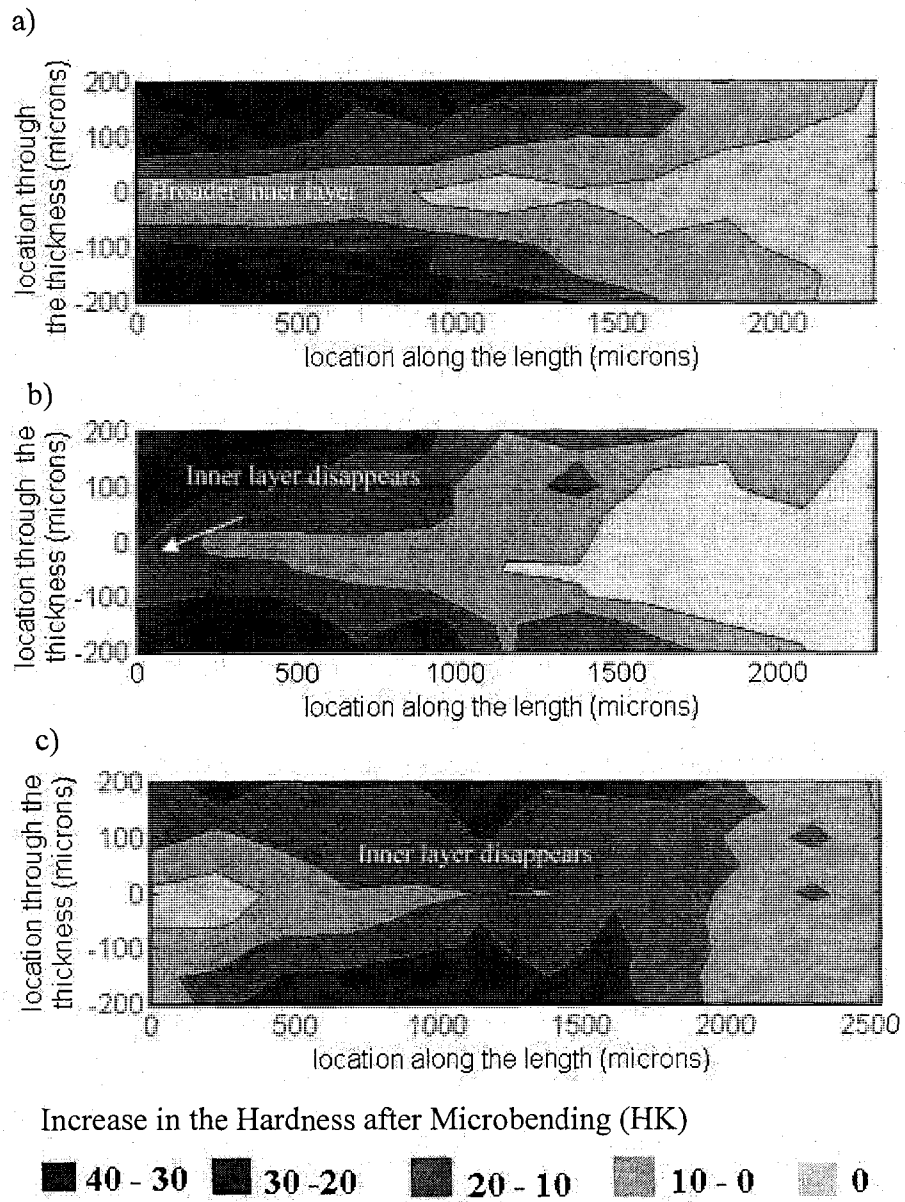 a)
location through
the thickness (microns)
200
100
0
-100
-200
Broader inner layer
0
500
1000
1500
2000
location along the length (microns)
b)
location through the
thickness (microns)
200
100
0
-100
-200
Inner layer disappears
0
500
1000
1500
2000
location along the length (microns)
c)
location through the
thickness (microns)
200
100
0
-100
-200
Inner layer disappears
0
500
1000
1500
2000
2500
location along the length (microns)
Increase in the Hardness after Microbending (HK)
40 - 30 30 -20 20 - 10 10 - 0 0